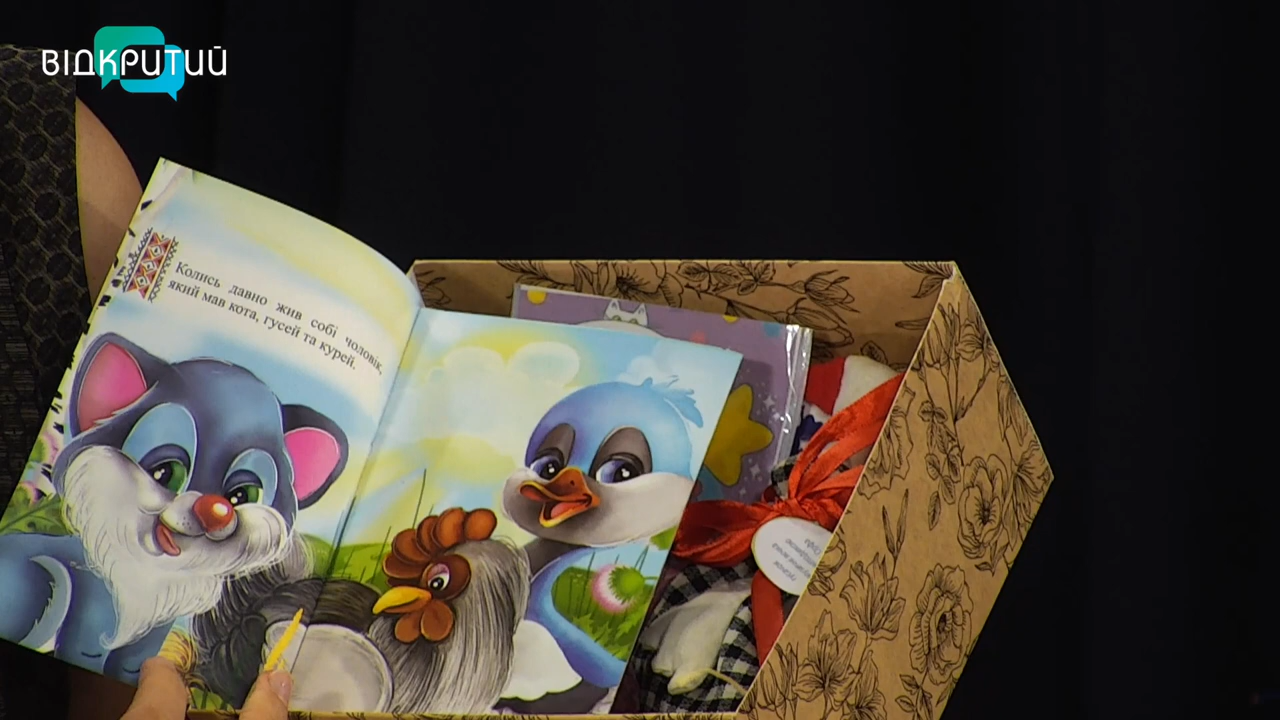 ВІДКРИТИЙ
Колись давно жив собі чоловік,
який мав кота, гусей та курей.